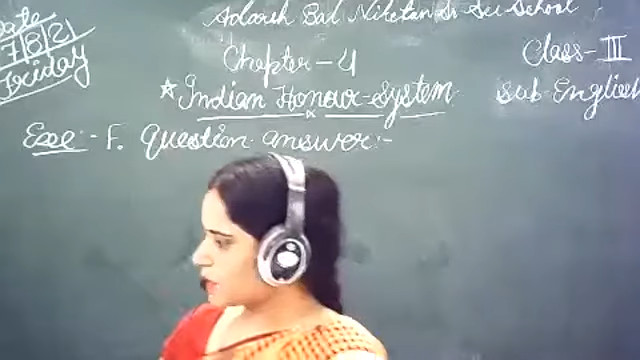 Adarsh Bal Niketan Sr Sec School
Date
7|8|21
Friday
Chapter - 4
Class - III
* Indian Honour System
Sub - English
Exe :- F. Question answer :-